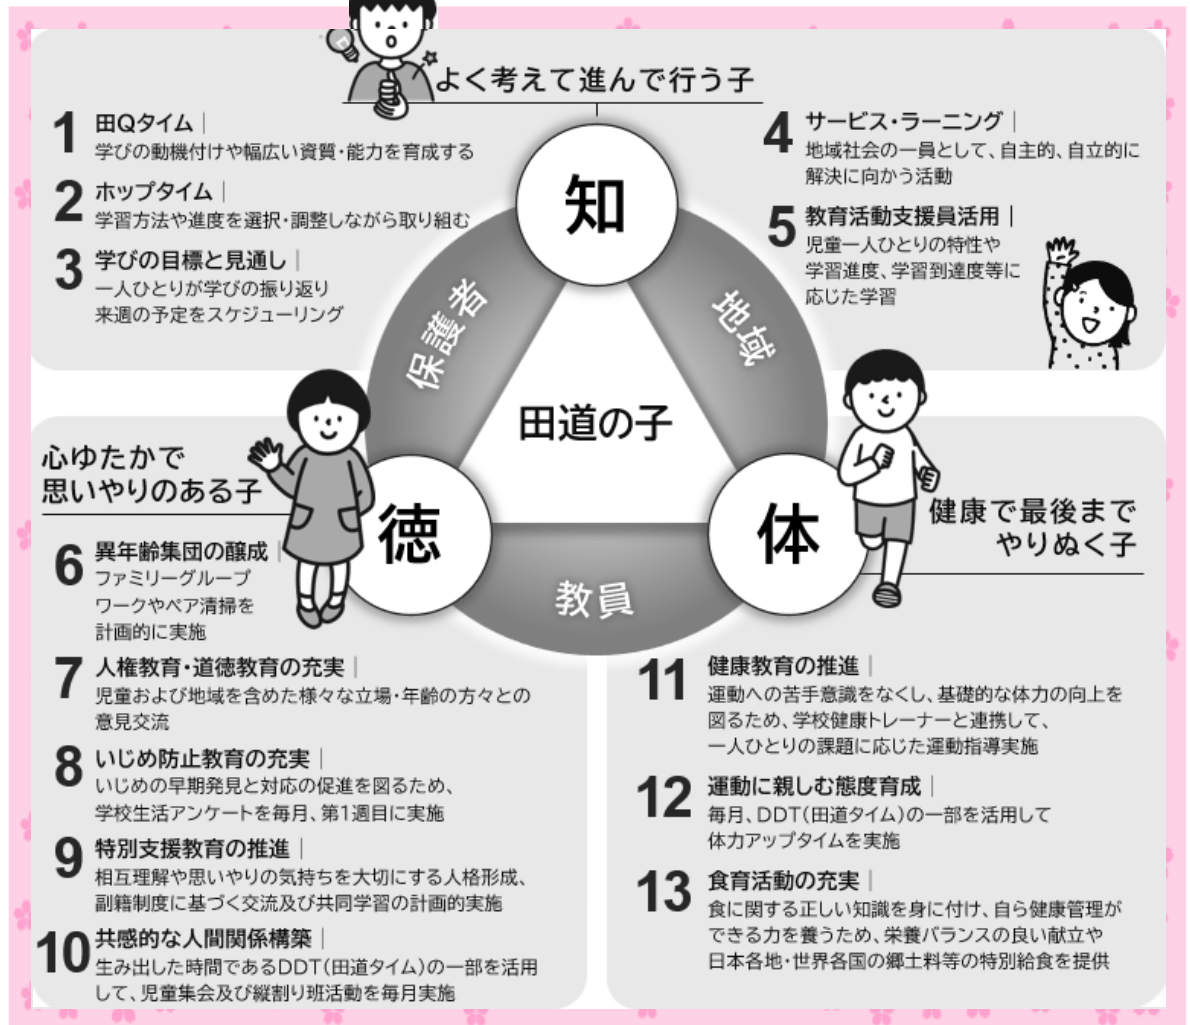 よく考えて進んで行う子
1 田Qタイム｜
学びの動機付けや幅広い資質・能力を育成する
2 ホップタイム｜
学習方法や進度を選択・調整しながら取り組む
3 学びの目標と見通し｜
一人ひとりが学びの振り返り
来週の予定をスケジューリング
4 サービス・ラーニング｜
地域社会の一員として、自主的、自立的に
解決に向かう活動
5 教育活動支援員活用｜
児童一人ひとりの特性や
学習進度、学習到達度等に
応じた学習
知
保護者
地域
田道の子
徳
体
教員
心ゆたかで
思いやりのある子
6 異年齢集団の醸成｜
ファミリーグループ
ワークやペア清掃を
計画的に実施
7 人権教育・道徳教育の充実｜
児童および地域を含めた様々な立場・年齢の方々との
意見交流
8 いじめ防止教育の充実｜
いじめの早期発見と対応の促進を図るため、
学校生活アンケートを毎月、第1週目に実施
9 特別支援教育の推進｜
相互理解や思いやりの気持ちを大切にする人格形成、
副籍制度に基づく交流及び共同学習の計画的実施
10 共感的な人間関係構築｜
生み出した時間であるDDT(田道タイム)の一部を活用
して、児童集会及び縦割り班活動を毎月実施
健康で最後まで
やりぬく子
11 健康教育の推進｜
運動への苦手意識をなくし、基礎的な体力の向上を
図るため、学校健康トレーナーと連携して、
一人ひとりの課題に応じた運動指導実施
12 運動に親しむ態度育成｜
毎月、DDT(田道タイム)の一部を活用して
体力アップタイムを実施
13 食育活動の充実｜
食に関する正しい知識を身に付け、自ら健康管理が
できる力を養うため、栄養バランスの良い献立や
日本各地・世界各国の郷土料等の特別給食を提供